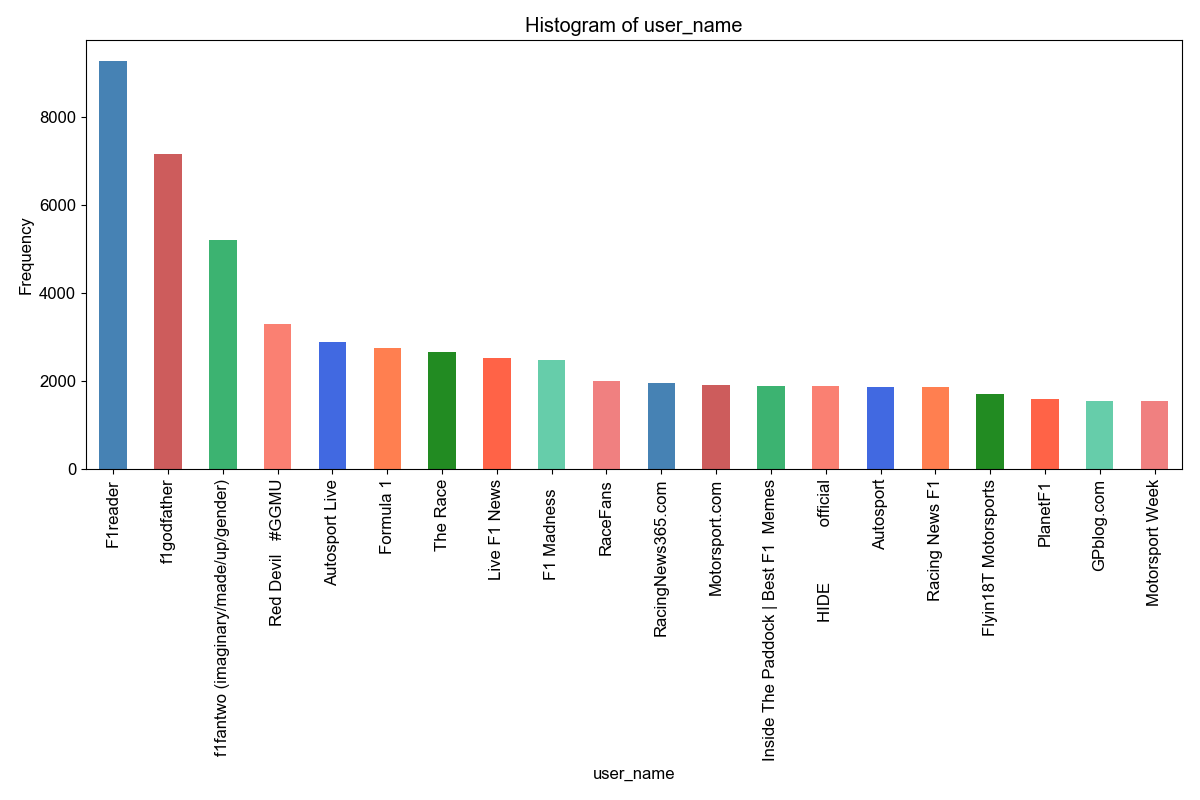 Histogram of user_name
Frequency
8000
6000
4000
2000
0
F1reader
f1godfather
f1fantwo (imaginary/made/up/gender)
Red Devil #GGMU
Autosport Live
Formula 1
The Race
Live F1 News
F1 Madness
RaceFans
RacingNews365.com
Motorsport.com
Inside The Paddock | Best F1 Memes
HIDE official
Autosport
Racing News F1
Flyin18T Motorsports
PlanetF1
GPblog.com
Motorsport Week
user_name